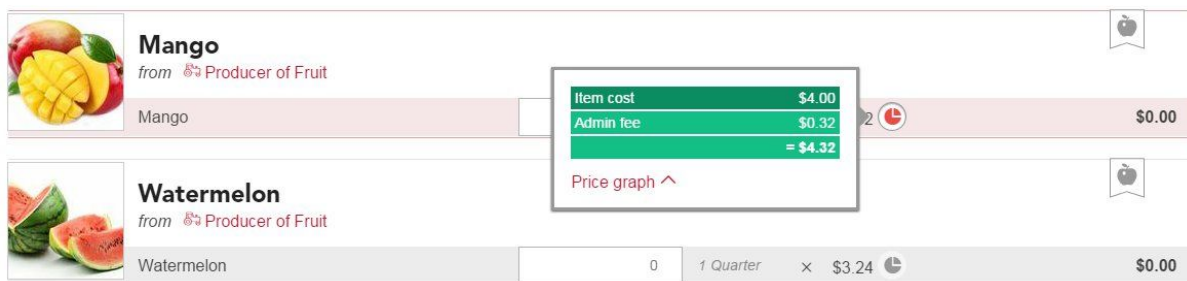 Mango
from Producer of Fruit
Item cost $4.00
Mango 2 $0.00
Admin fee $0.32
= $4.32
Price graph
Watermelon
from Producer of Fruit
Watermelon 0 1 Quarter × $3.24 $0.00